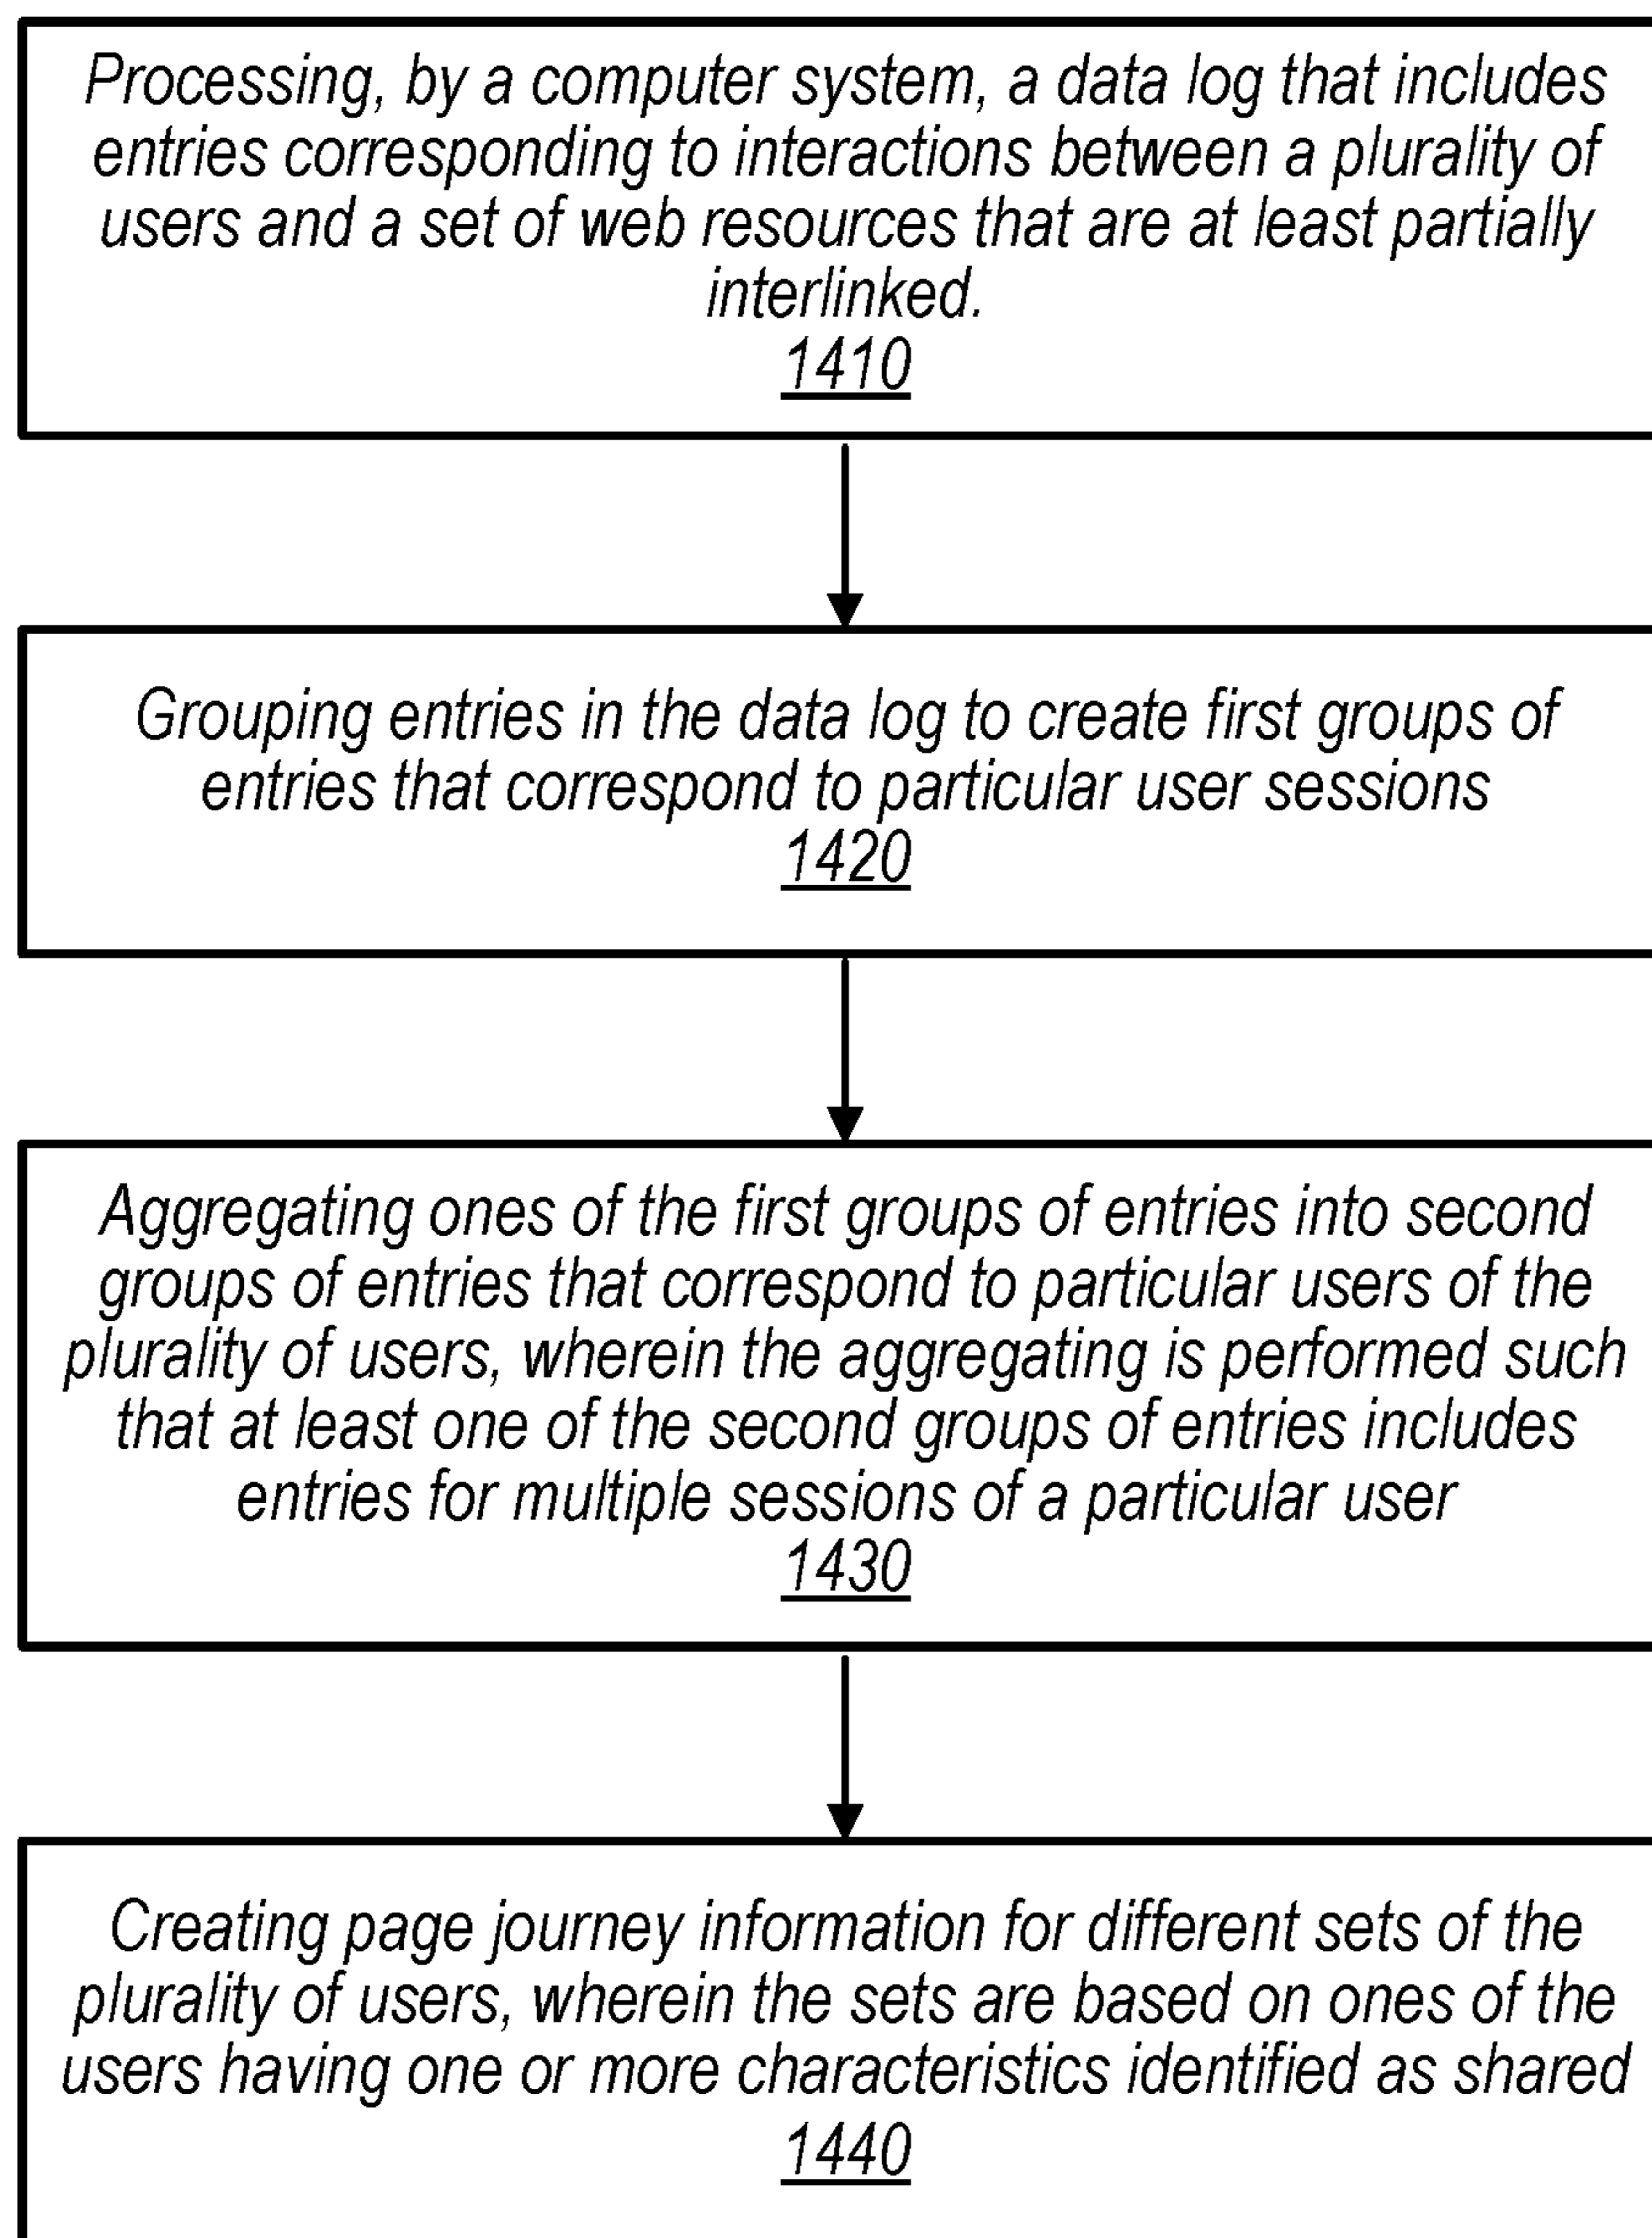 Processing, by a computer system, a data log that includes
entries corresponding to interactions between a plurality of
users and a set of web resources that are at least partially
interlinked.
1410
Grouping entries in the data log to create first groups of
entries that correspond to particular user sessions
1420
Aggregating ones of the first groups of entries into second
groups of entries that correspond to particular users of the
plurality of users, wherein the aggregating is performed such
that at least one of the second groups of entries includes
entries for multiple sessions of a particular user
1430
Creating page journey information for different sets of the
plurality of users, wherein the sets are based on ones of the
users having one or more characteristics identified as shared
1440